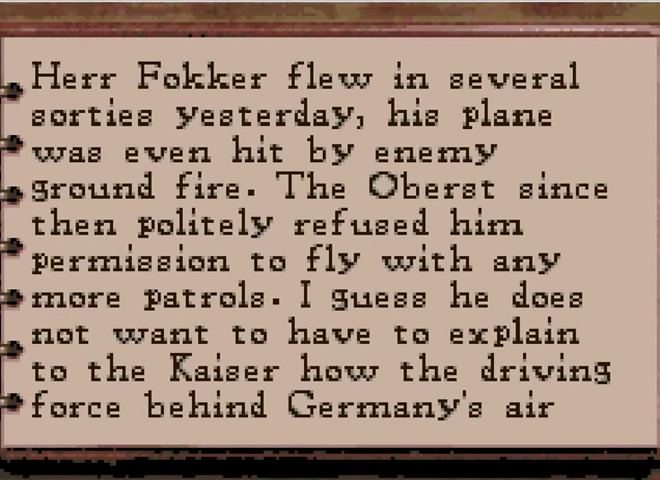 Herr Fokker flew in several
sorties yesterday, his plane
was even hit by enemy
ground fire. The Oberst since
then politely refused him
permission to fly with any
more patrols. I guess he does
not want to have to explain
to the Kaiser how the driving
force behind Germany's air